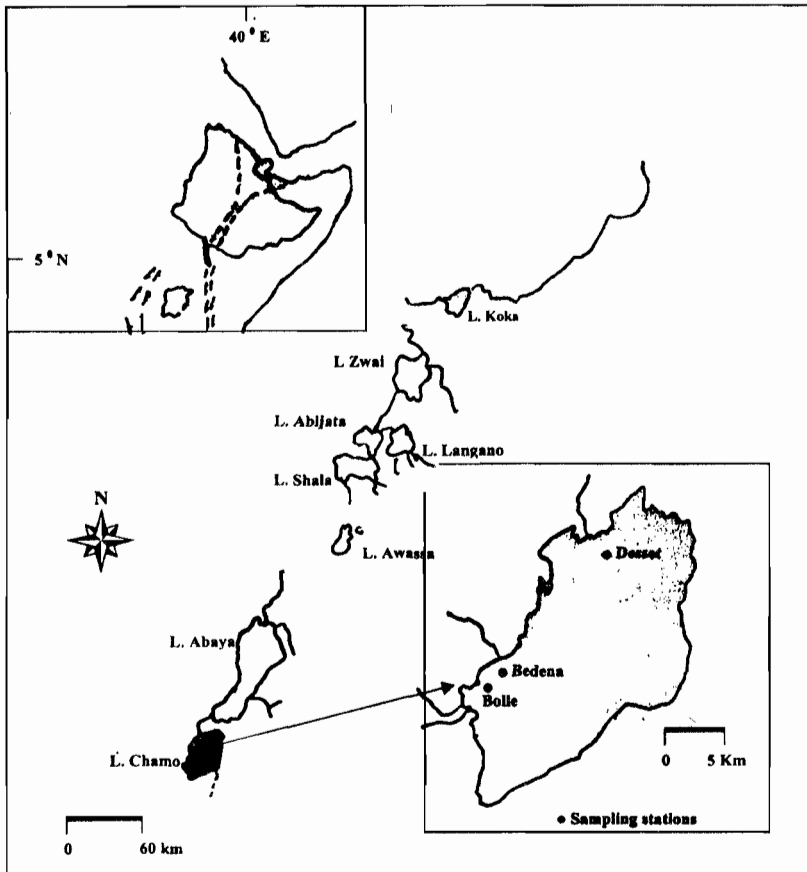 40° E
5° N
L. Koka
L Zwai
L. Abijata
L. Langano
L. Shala
N
L. Awassa
Desset
L. Abaya
Bedena
Bolle
L. Chamo
0 5 Km
Sampling stations
0 60 km